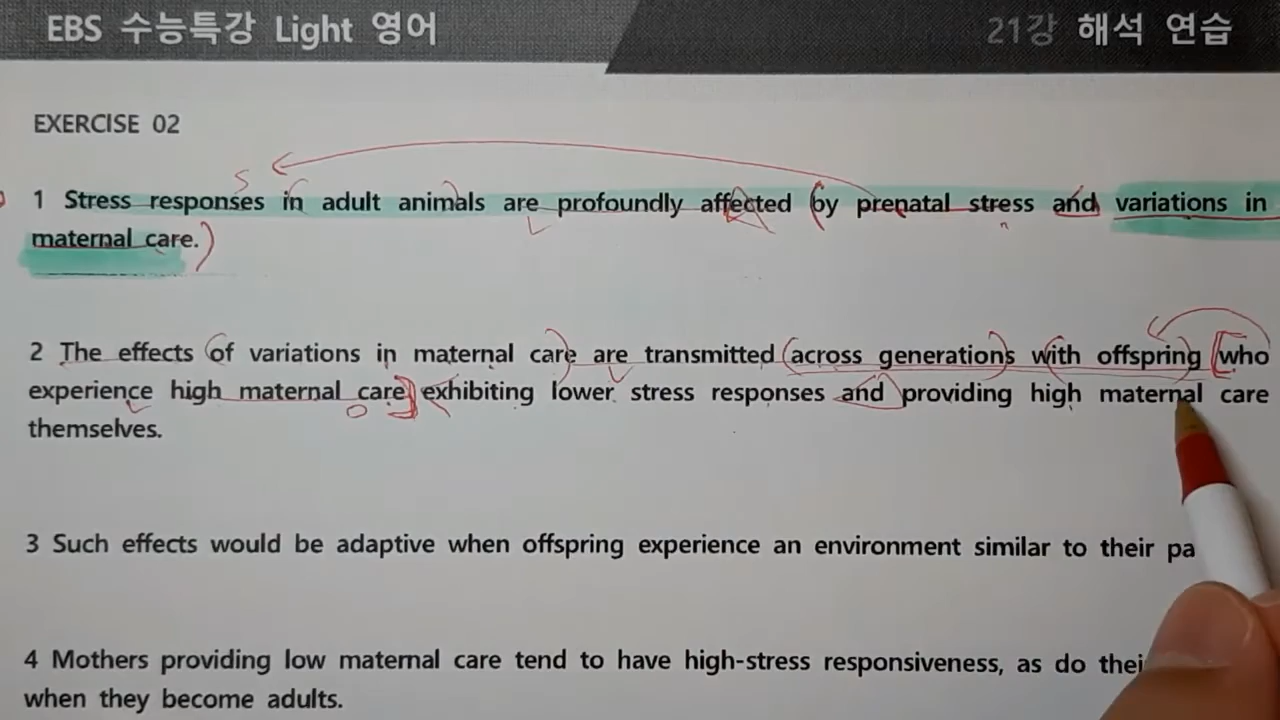 EBS 수능특강 Light 영어
21강 해석 연습
EXERCISE 02
1 Stress responses in adult animals are profoundly affected by prenatal stress and variations in
maternal care.
2 The effects of variations in maternal care are transmitted across generations with offspring who
experience high maternal care exhibiting lower stress responses and providing high maternal care
themselves.
3 Such effects would be adaptive when offspring experience an environment similar to their
4 Mothers providing low maternal care tend to have high-stress responsiveness, as do
when they become adults.